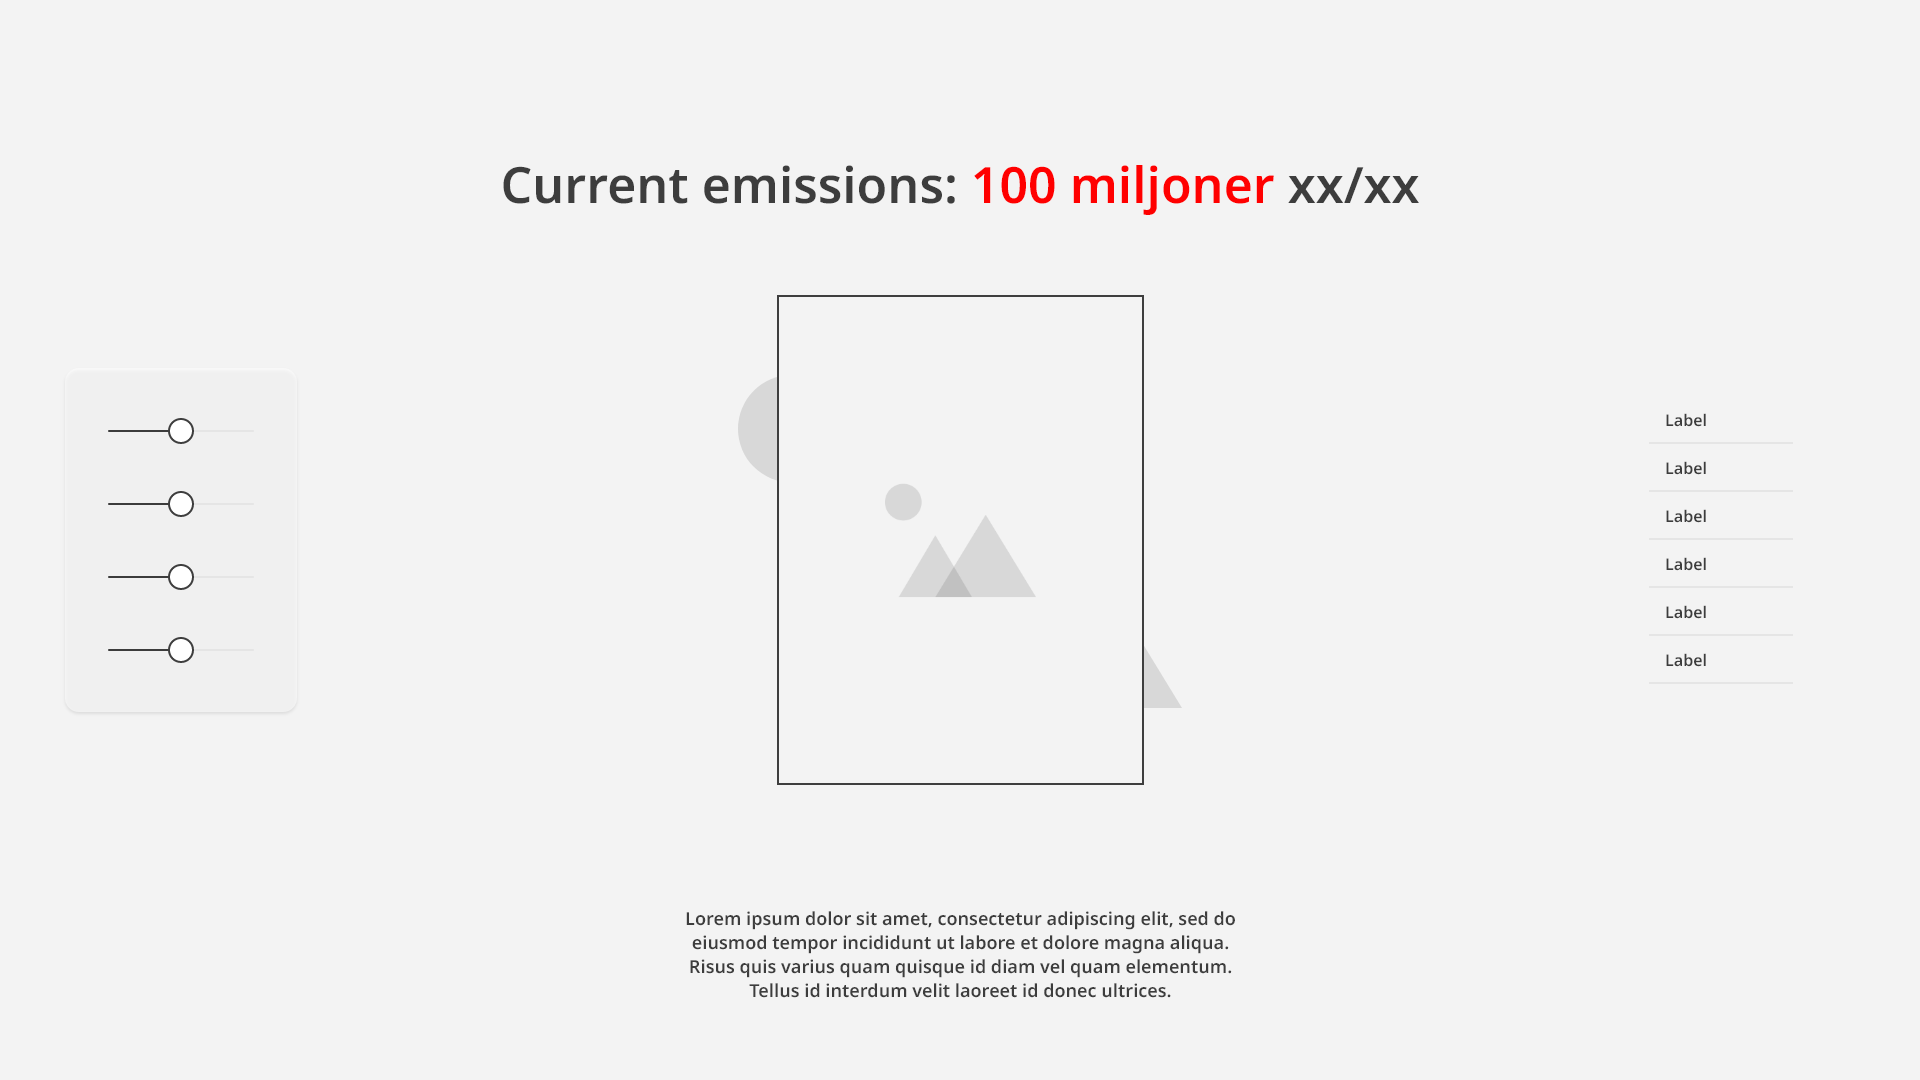 Current emissions: 100 miljoner xx/xx
Label
Label
Label
Label
Label
Label
Lorem ipsum dolor sit amet, consectetur adipiscing elit, sed do
eiusmod tempor incididunt ut labore et dolore magna aliqua.
Risus quis varius quam quisque id diam vel quam elementum.
Tellus id interdum velit laoreet id donec ultrices.